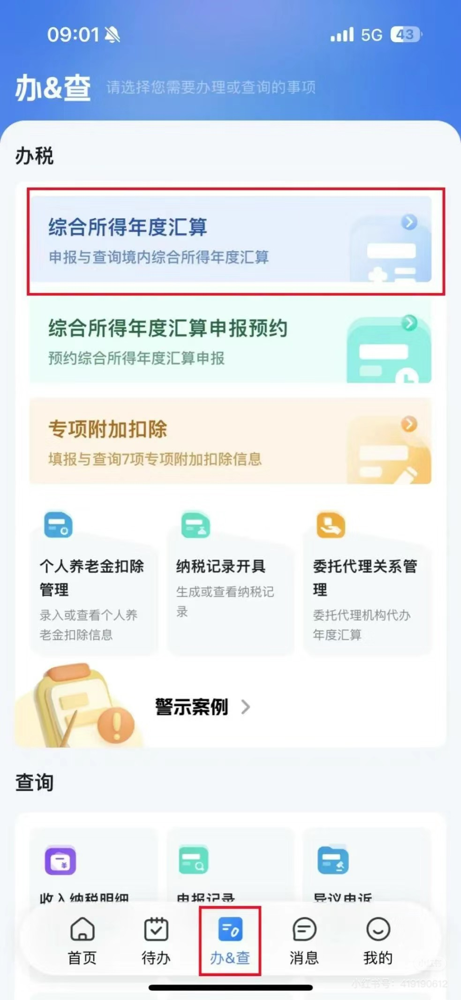 09:01 5G 43
办&查 请选择您需要办理或查询的事项
办税
综合所得年度汇算
申报与查询境内综合所得年度汇算
综合所得年度汇算申报预约
预约综合所得年度汇算申报
专项附加扣除
填报与查询7项专项附加扣除信息
个人养老金扣除
管理
录入或查看个人养
老金扣除信息
纳税记录开具
生成或查看纳税记
录
委托代理关系管
理
委托代理机构代办
年度汇算
警示案例
查询
收入纳税明细 申报记录 异议申诉
首页 待办 办&查 消息 我的
小红书
小红书号：419190612